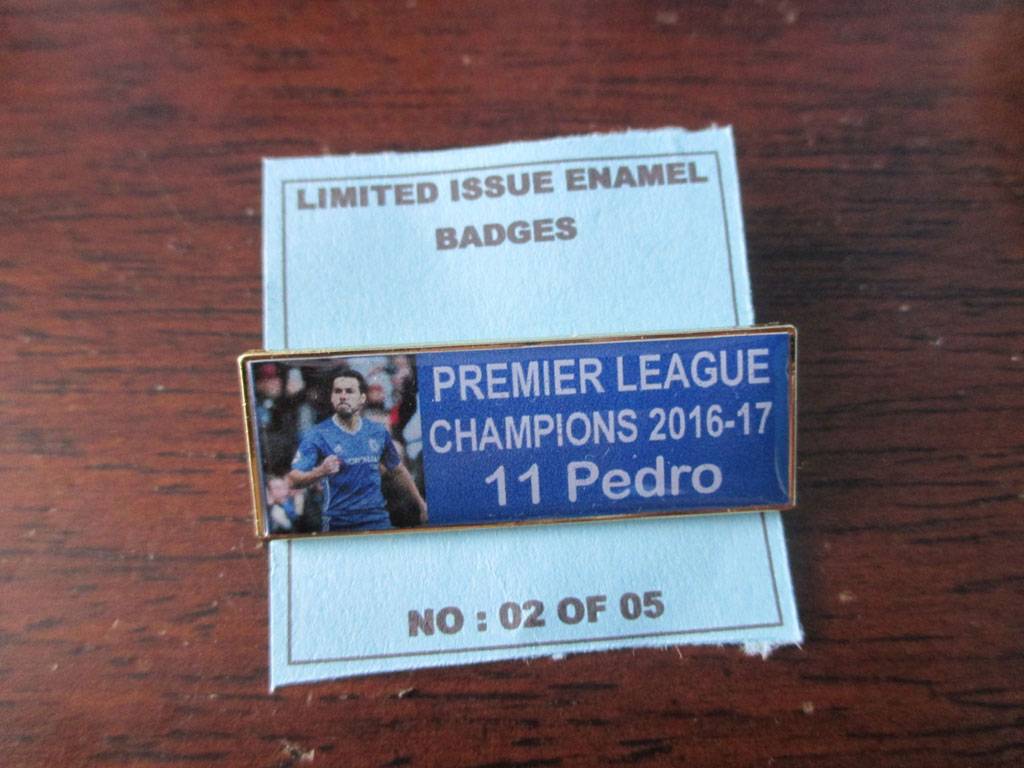 LIMITED ISSUE ENAMEL
BADGES
PREMIER LEAGUE
CHAMPIONS 2016-17
11 Pedro
NO : 02 OF 05